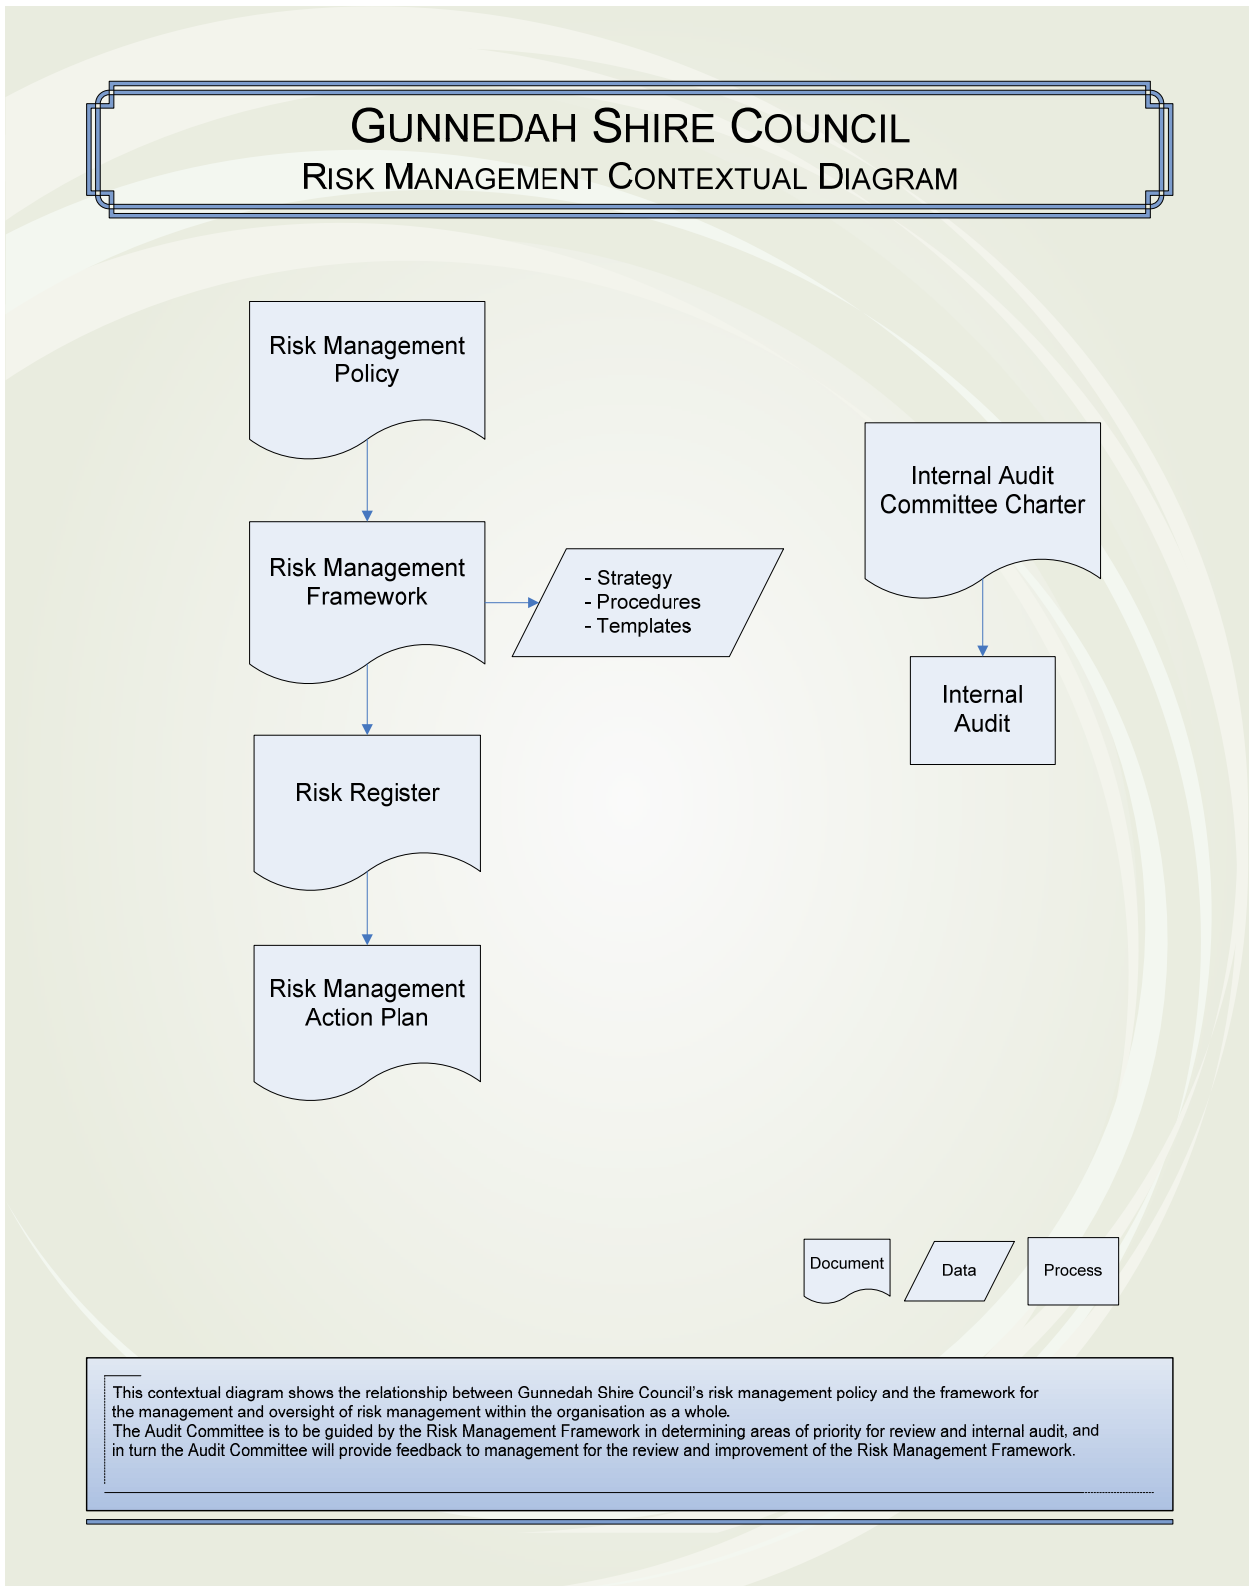 GUNNEDAH SHIRE COUNCIL
RISK MANAGEMENT CONTEXTUAL DIAGRAM
Risk Management
Policy
Risk Management
Framework
- Strategy
- Procedures
- Templates
Risk Register
Risk Management
Action Plan
Internal Audit
Committee Charter
Internal
Audit
Document
Data
Process
This contextual diagram shows the relationship between Gunnedah Shire Council's risk management policy and the framework for
the management and oversight of risk management within the organisation as a whole.
The Audit Committee is to be guided by the Risk Management Framework in determining areas of priority for review and internal audit, and
in turn the Audit Committee will provide feedback to management for the review and improvement of the Risk Management Framework.